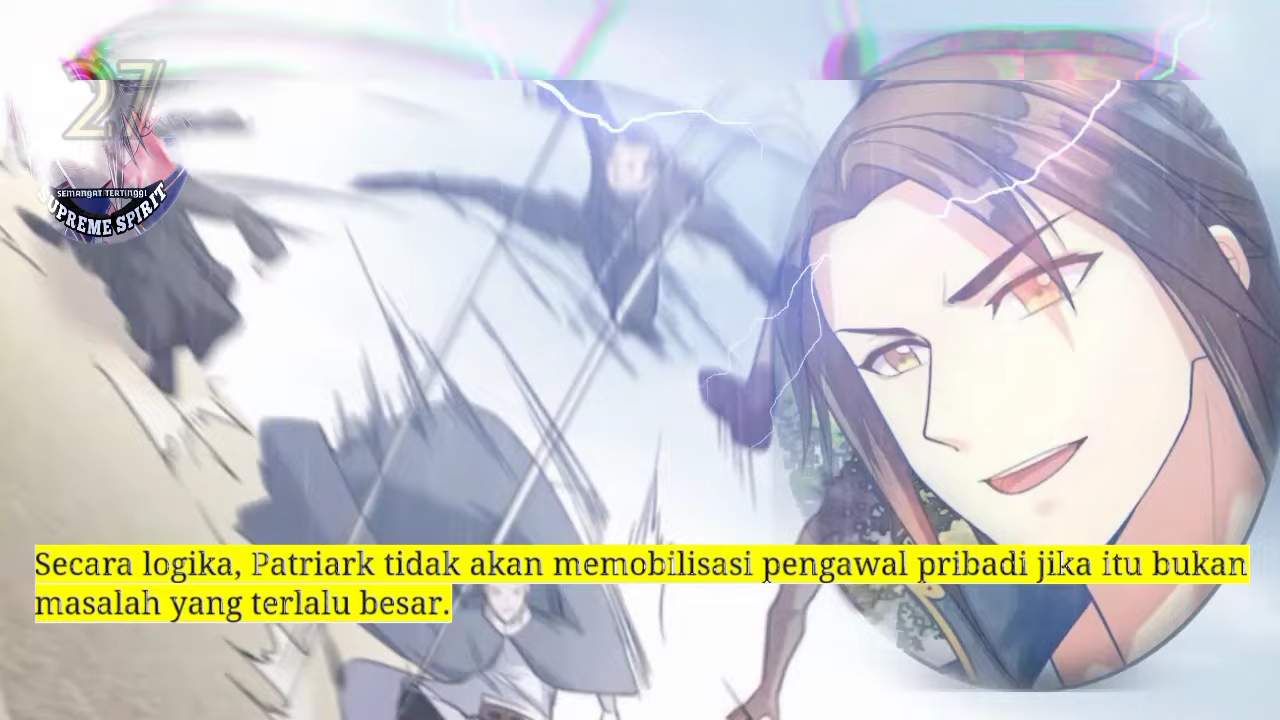 27
SEMANGAT TERTINGGI
SUPREME SPIRIT
Secara logika, Patriark tidak akan memobilisasi pengawal pribadi jika itu bukan
masalah yang terlalu besar.